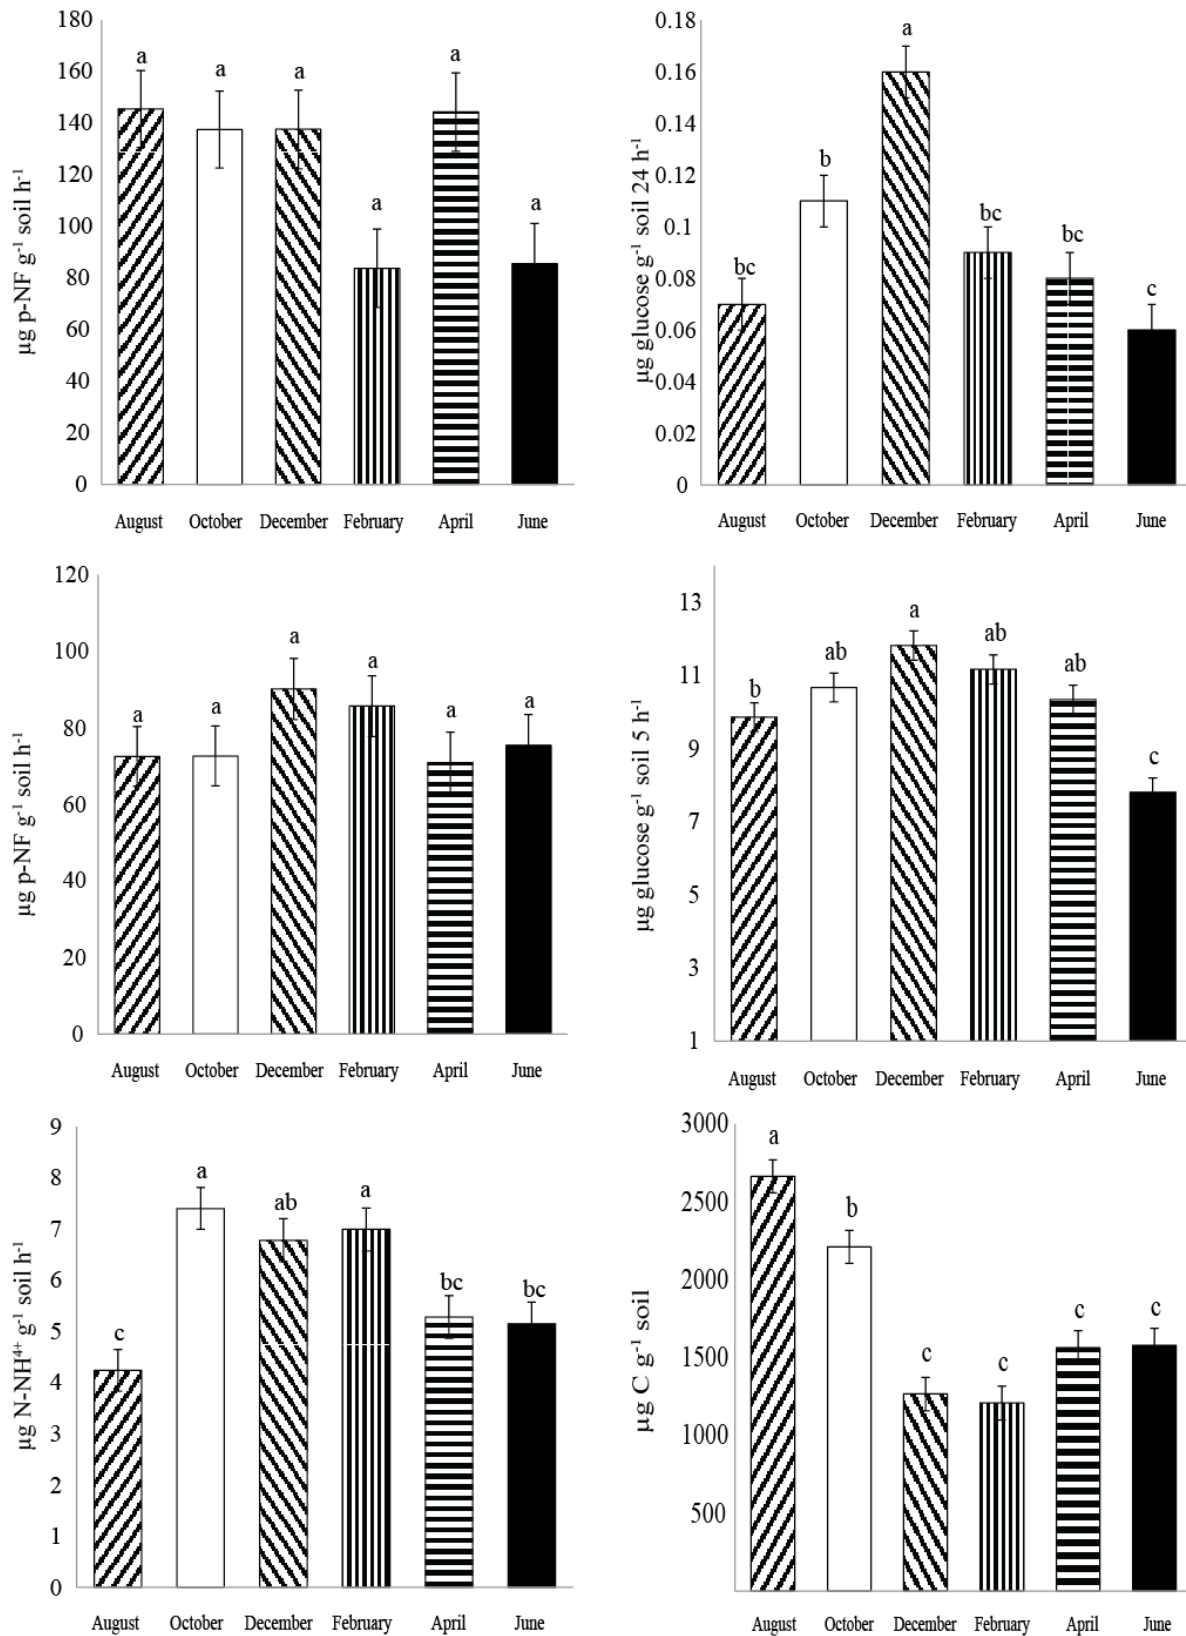 µg p-NF g⁻¹ soil h⁻¹
180
160
140
120
100
80
60
40
20
0
a a a a a a
August October December February April June
µg glucose g⁻¹ soil 24 h⁻¹
0.18
0.16
0.14
0.12
0.1
0.08
0.06
0.04
0.02
0
bc b a bc bc c
August October December February April June
µg p-NF g⁻¹ soil h⁻¹
120
100
80
60
40
20
0
a a a a a a
August October December February April June
µg glucose g⁻¹ soil 5 h⁻¹
13
11
9
7
5
3
1
b ab a ab ab c
August October December February April June
µg N-NH⁴⁺ g⁻¹ soil h⁻¹
9
8
7
6
5
4
3
2
1
0
c a ab a bc bc
August October December February April June
µg C g⁻¹ soil
3000
2500
2000
1500
1000
500
a b c c c c
August October December February April June